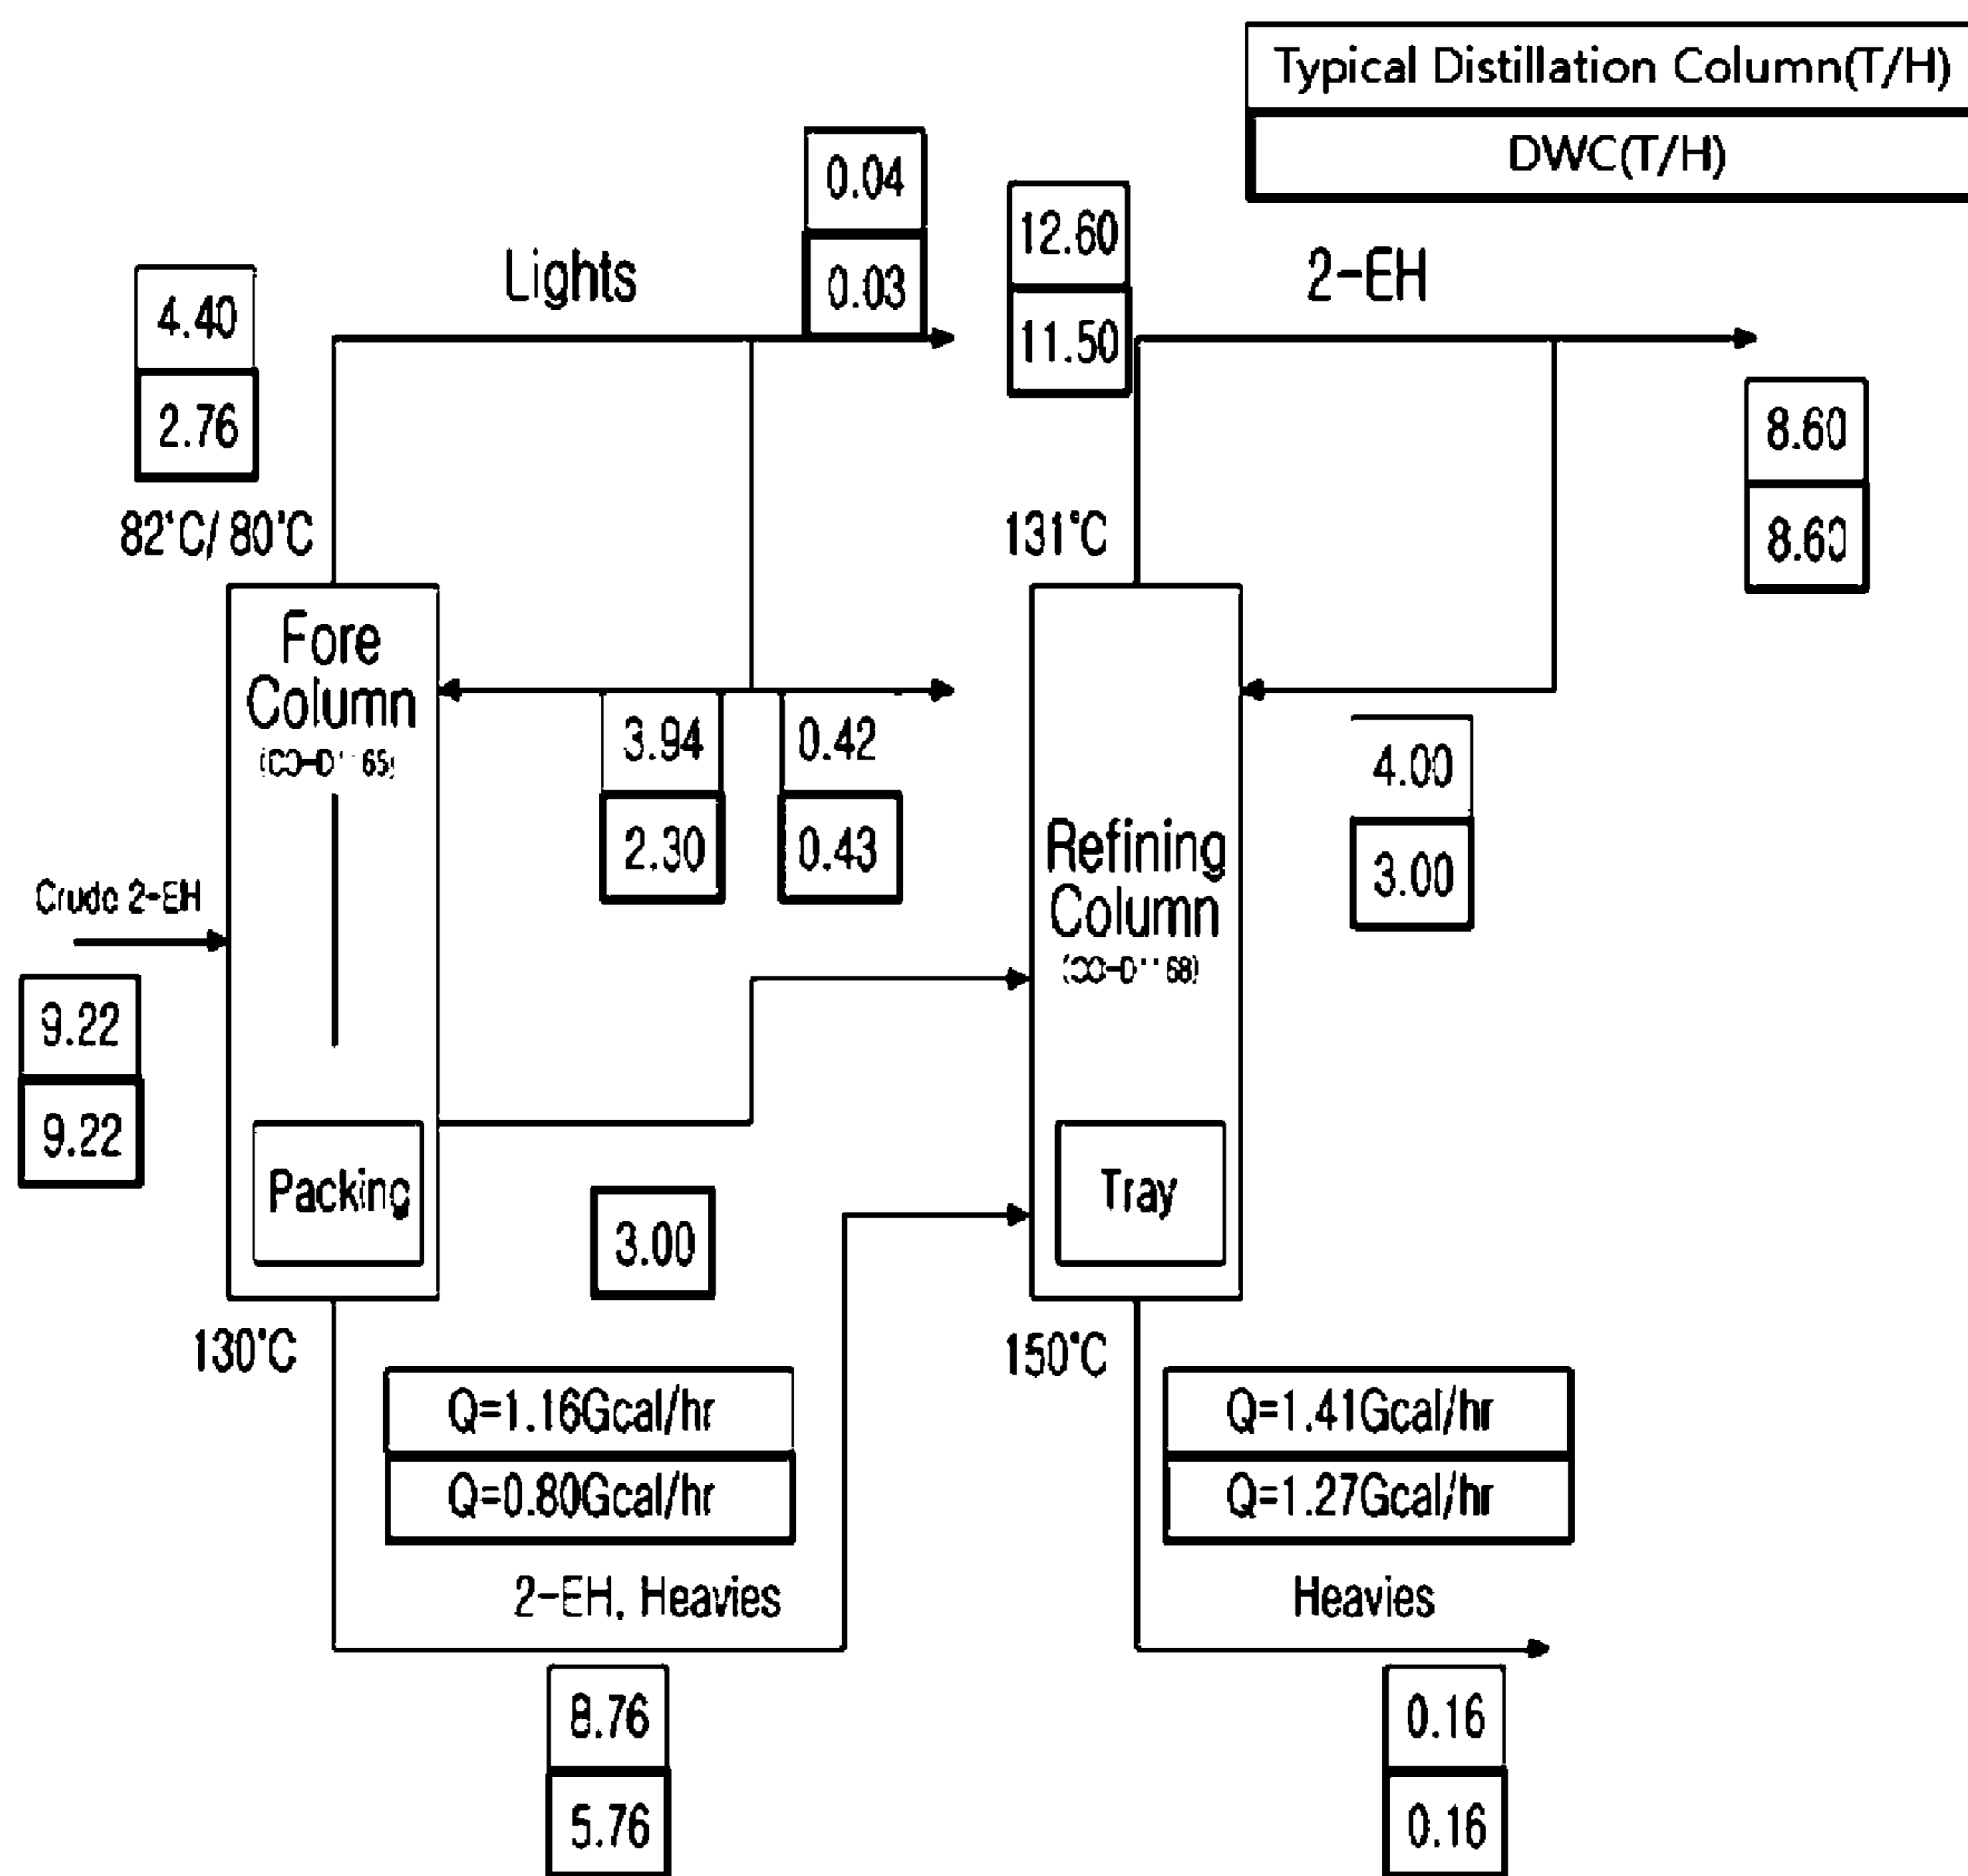 Typical Distillation Column(T/H)
DWC(T/H)
0.04
0.03
12.60
11.50
Lights
2-EH
4.40
2.76
8.60
8.60
82°C/ 80°C
131°C
Fore
Column
3.94
0.42
2.30
0.43
4.00
3.00
Refining
Column
Crude 2-EH
9.22
9.22
Packing
Tray
3.00
130°C
150°C
Q=1.16Gcal/hr
Q=0.80Gcal/hr
Q=1.41Gcal/hr
Q=1.27Gcal/hr
2-EH, Heavies
Heavies
8.76
5.76
0.16
0.16